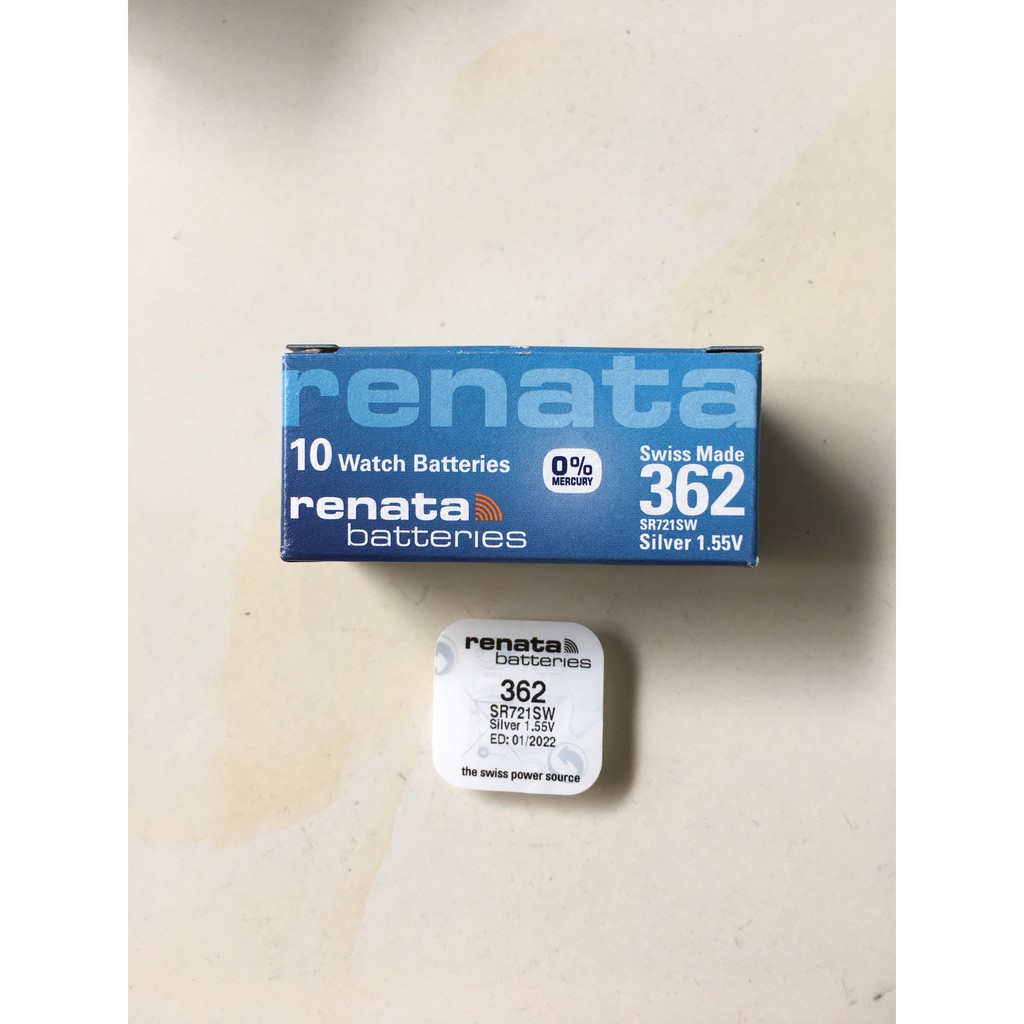 renata
10 Watch Batteries
0%
MERCURY
renata
batteries
Swiss Made
362
SR721SW
Silver 1.55V
renata
batteries
362
SR721SW
Silver 1.55V
ED: 01/2022
the swiss power source